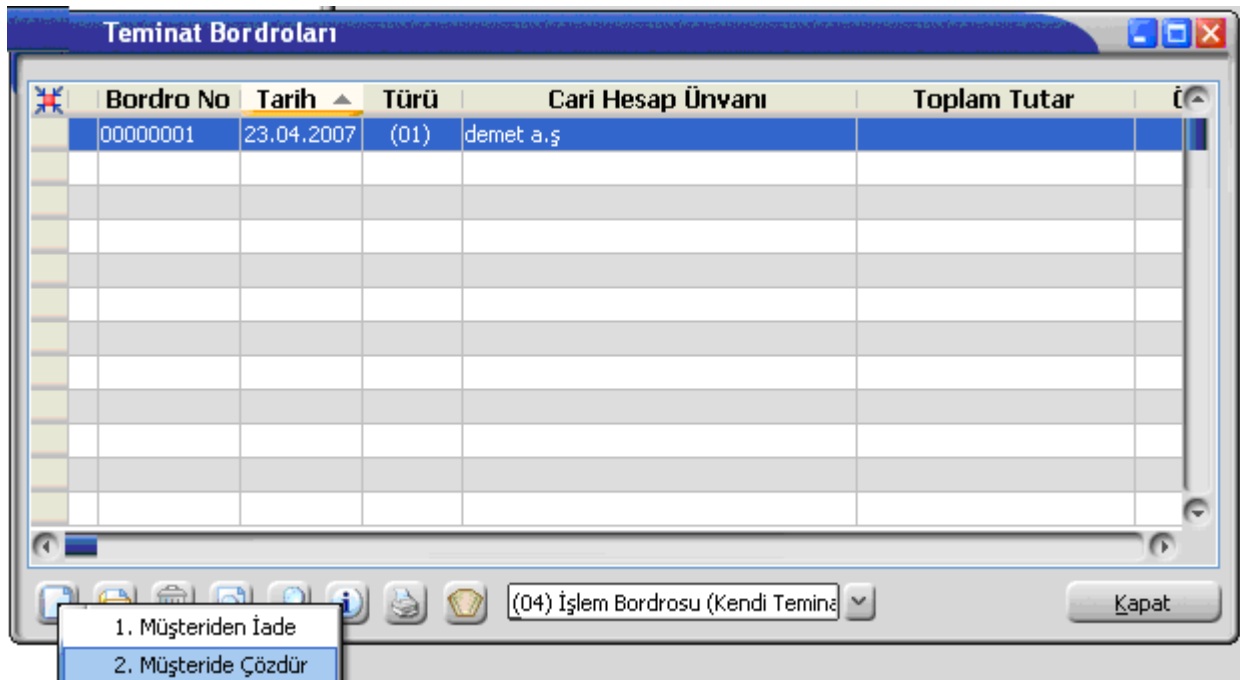 Teminat Bordroları
Bordro No Tarih Türü Cari Hesap Ünvanı Toplam Tutar
00000001 23.04.2007 (01) demet a.ş
(04) İşlem Bordrosu (Kendi Kapat
1. Müşteriden İade
2. Müşteride Çözdür